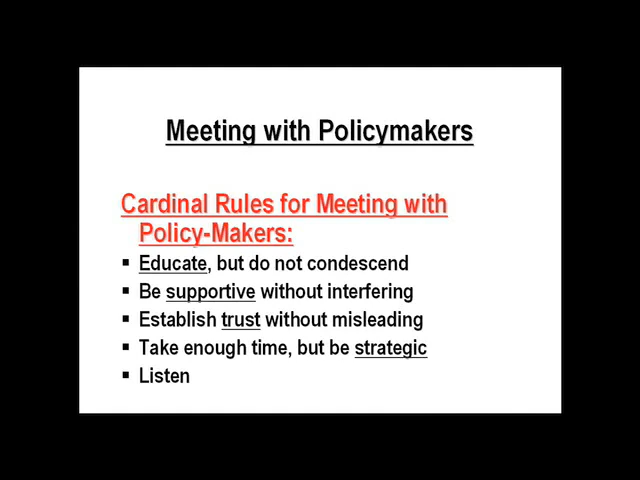 Meeting with Policymakers
Cardinal Rules for Meeting with
Policy-Makers:
▪ Educate, but do not condescend
▪ Be supportive without interfering
▪ Establish trust without misleading
▪ Take enough time, but be strategic
▪ Listen